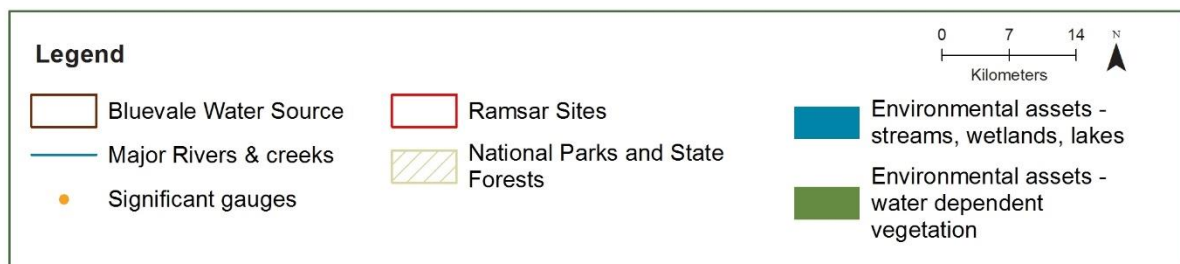 Legend
0 7 14
N
Kilometers
Bluevale Water Source
Major Rivers & creeks
Significant gauges
Ramsar Sites
National Parks and State
Forests
Environmental assets -
streams, wetlands, lakes
Environmental assets -
water dependent
vegetation